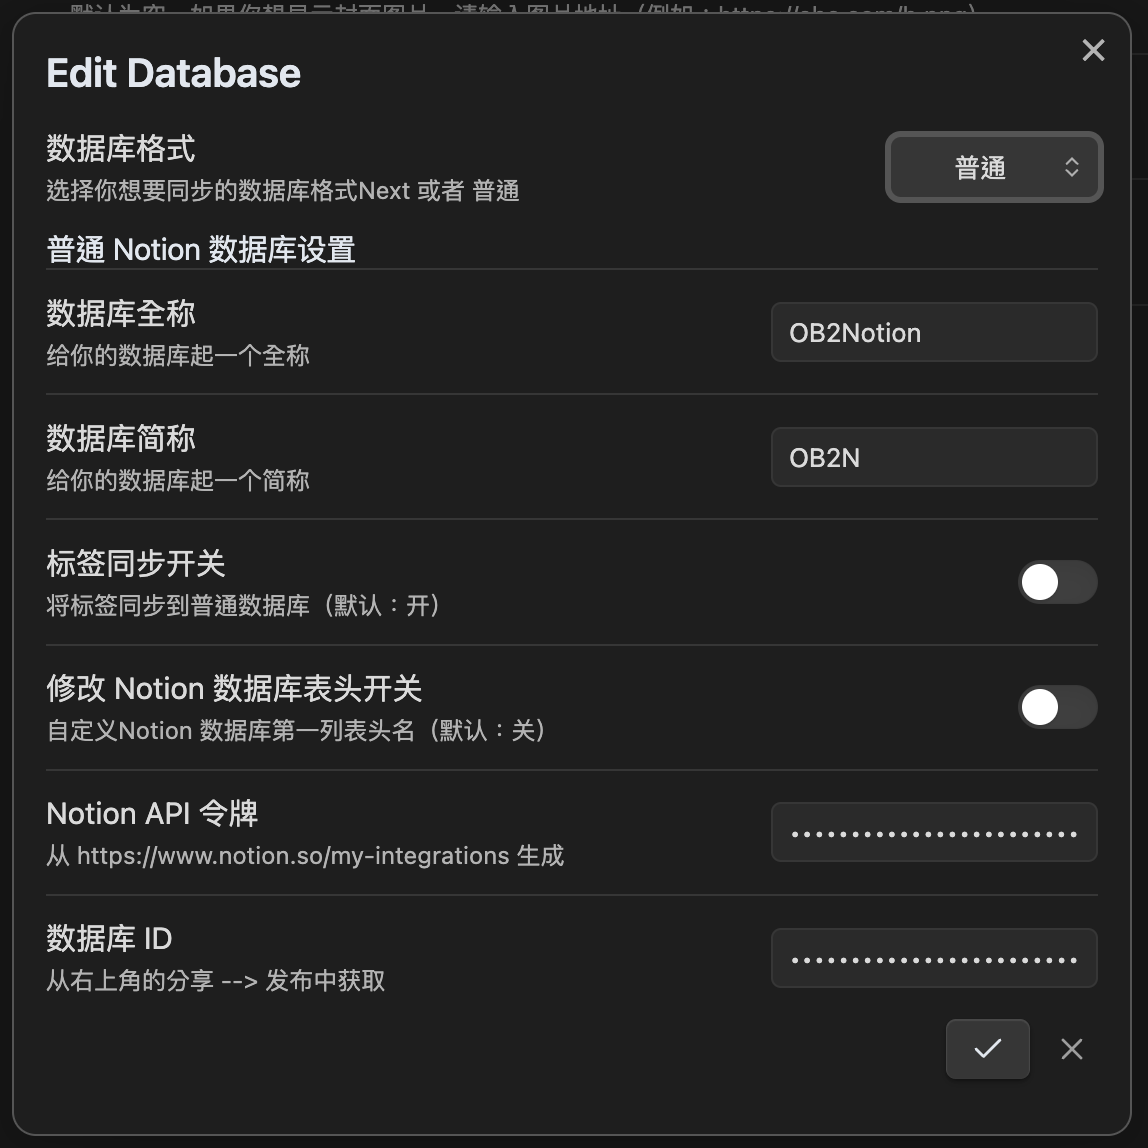 Edit Database
数据库格式
选择你想要同步的数据库格式Next 或者 普通
普通
普通 Notion 数据库设置
数据库全称
给你的数据库起一个全称
OB2Notion
数据库简称
给你的数据库起一个简称
OB2N
标签同步开关
将标签同步到普通数据库（默认：开）
修改 Notion 数据库表头开关
自定义Notion 数据库第一列表头名（默认：关）
Notion API 令牌
从 https://www.notion.so/my-integrations 生成
数据库 ID
从右上角的分享 --> 发布中获取